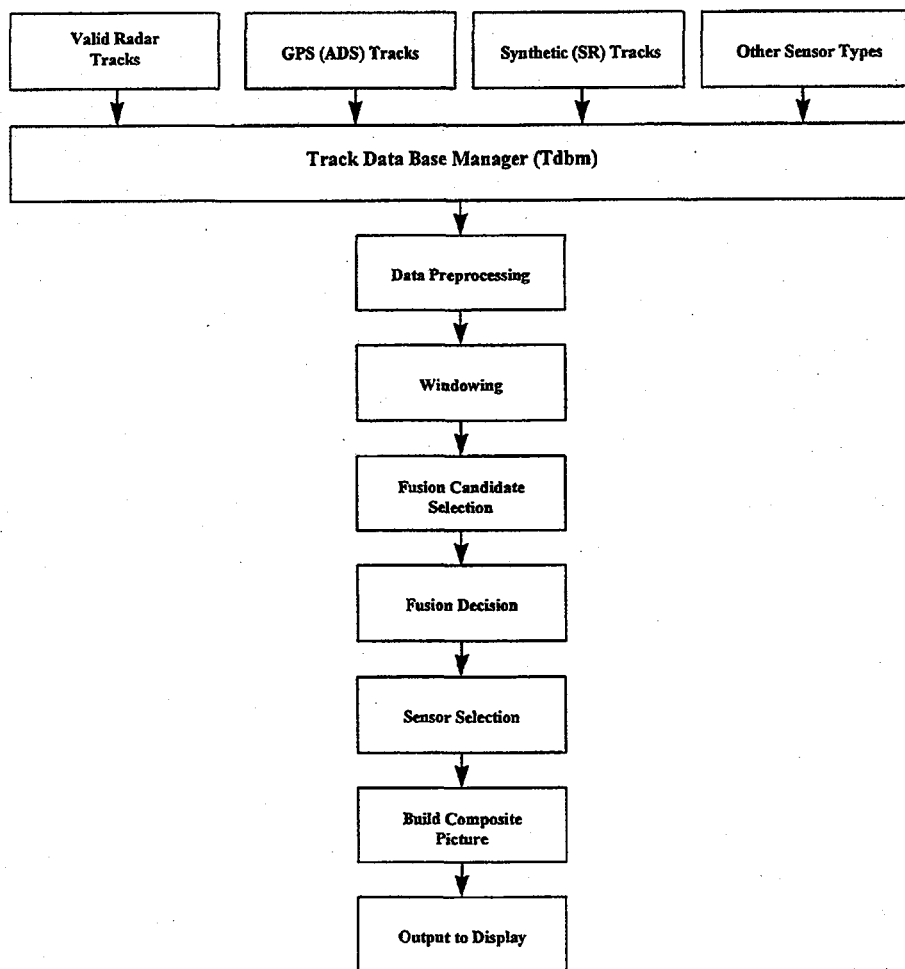 Valid Radar
Tracks
GPS (ADS) Tracks
Synthetic (SR) Tracks
Other Sensor Types
Track Data Base Manager (Tdbm)
Data Preprocessing
Windowing
Fusion Candidate
Selection
Fusion Decision
Sensor Selection
Build Composite
Picture
Output to Display